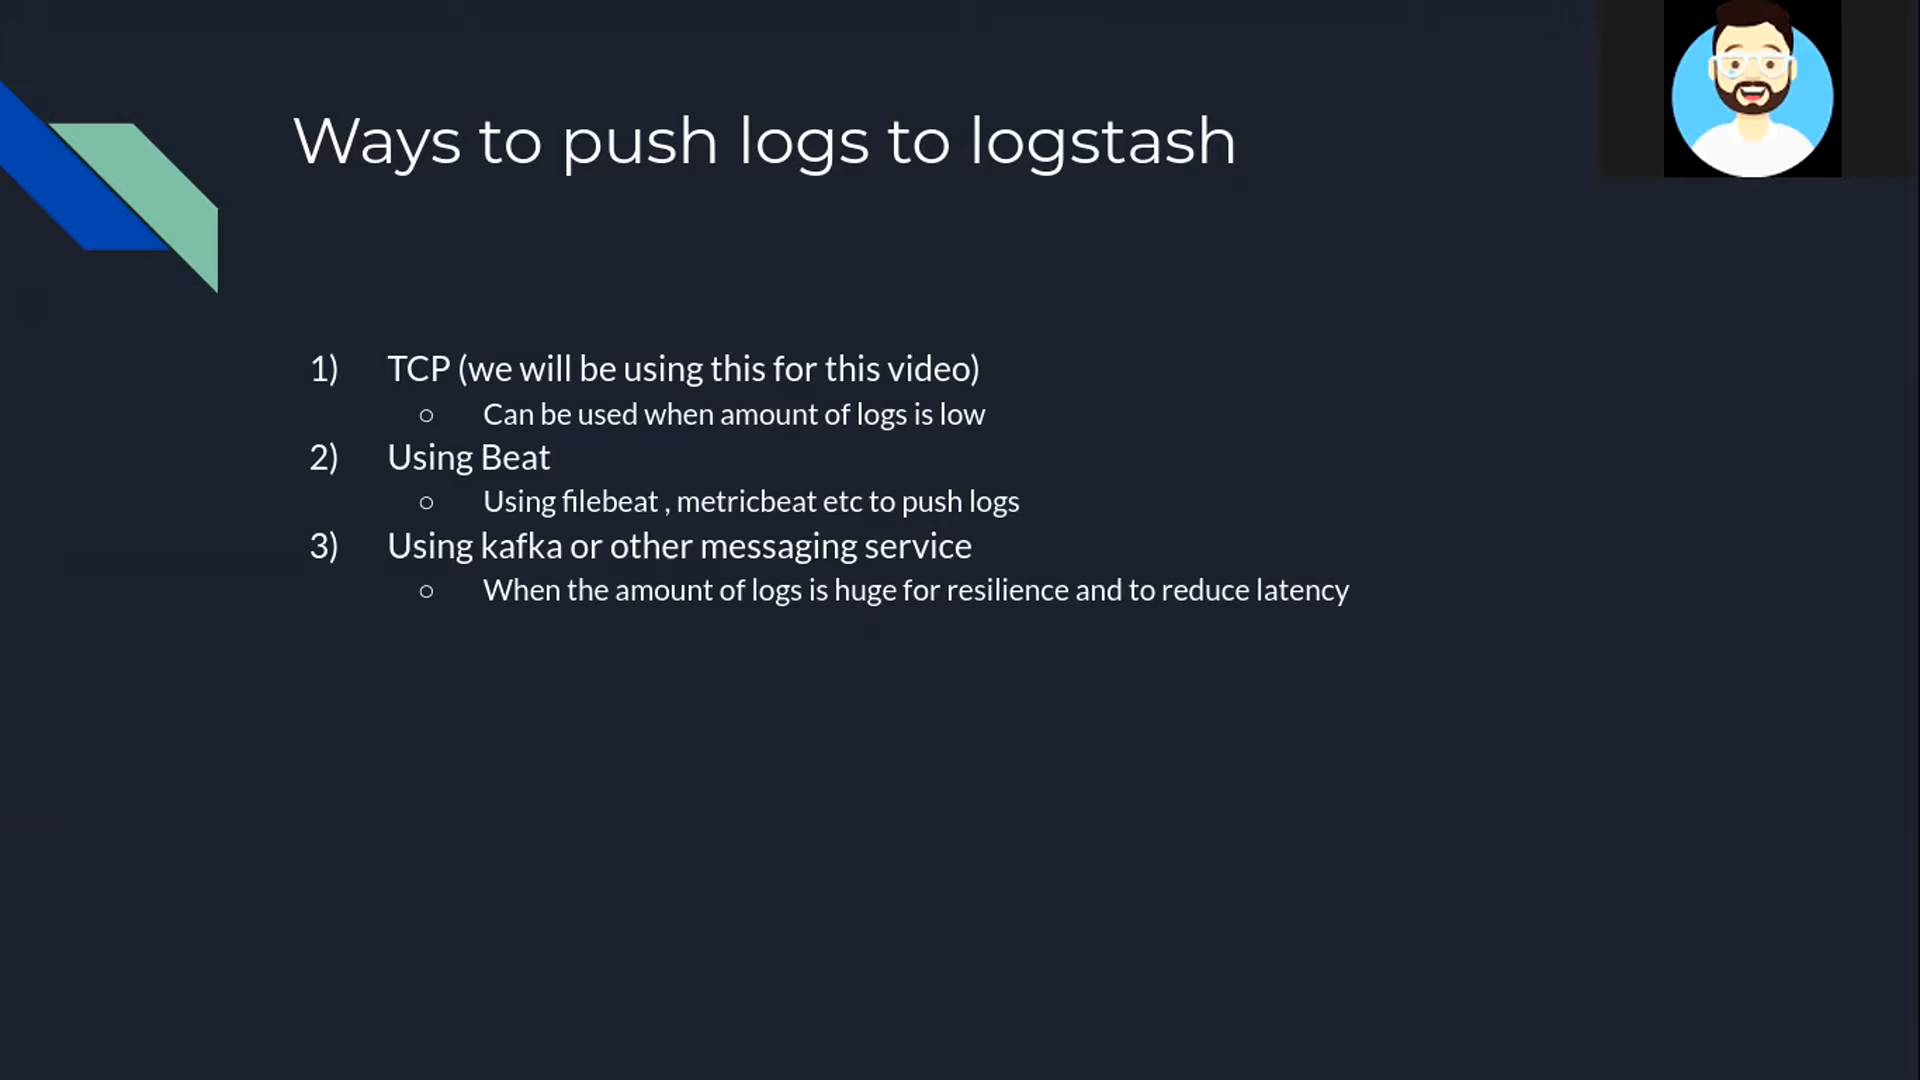 Ways to push logs to logstash
1) TCP (we will be using this for this video)
○ Can be used when amount of logs is low
2) Using Beat
○ Using filebeat , metricbeat etc to push logs
3) Using kafka or other messaging service
○ When the amount of logs is huge for resilience and to reduce latency